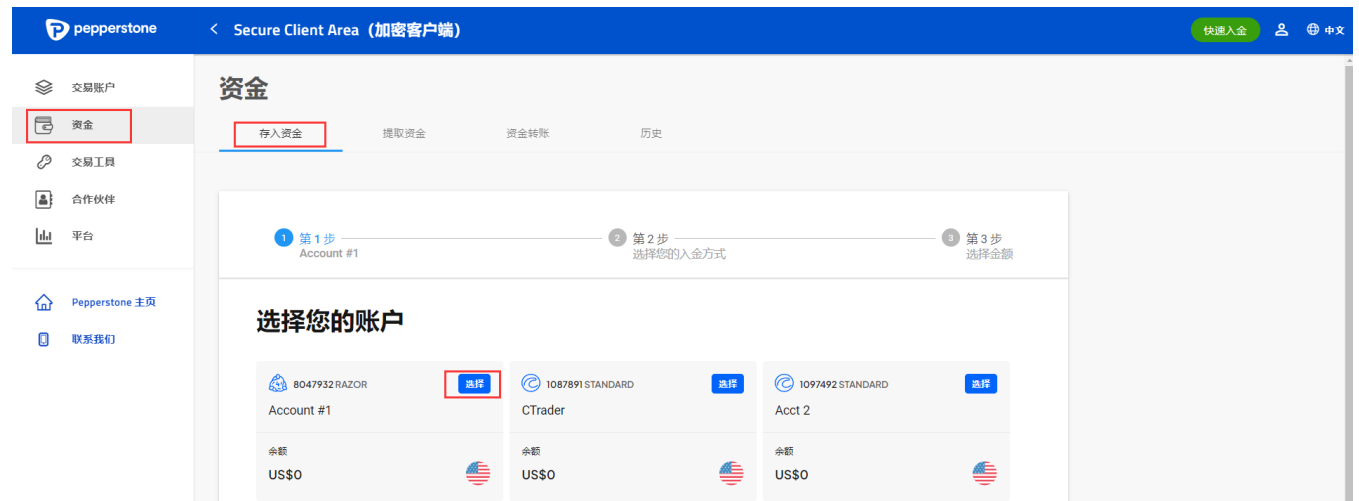 pepperstone
Secure Client Area（加密客户端）
快速入金
中文
交易账户
资金
交易工具
合作伙伴
平台
Pepperstone 主页
联系我们
资金
存入资金
提取资金
资金转账
历史
1 第 1 步
Account #1
2 第 2 步
选择您的入金方式
3 第 3 步
选择金额
选择您的账户
8047932 RAZOR
选择
Account #1
余额
US$0
1087891 STANDARD
选择
CTrader
余额
US$0
1097492 STANDARD
选择
Acct 2
余额
US$0